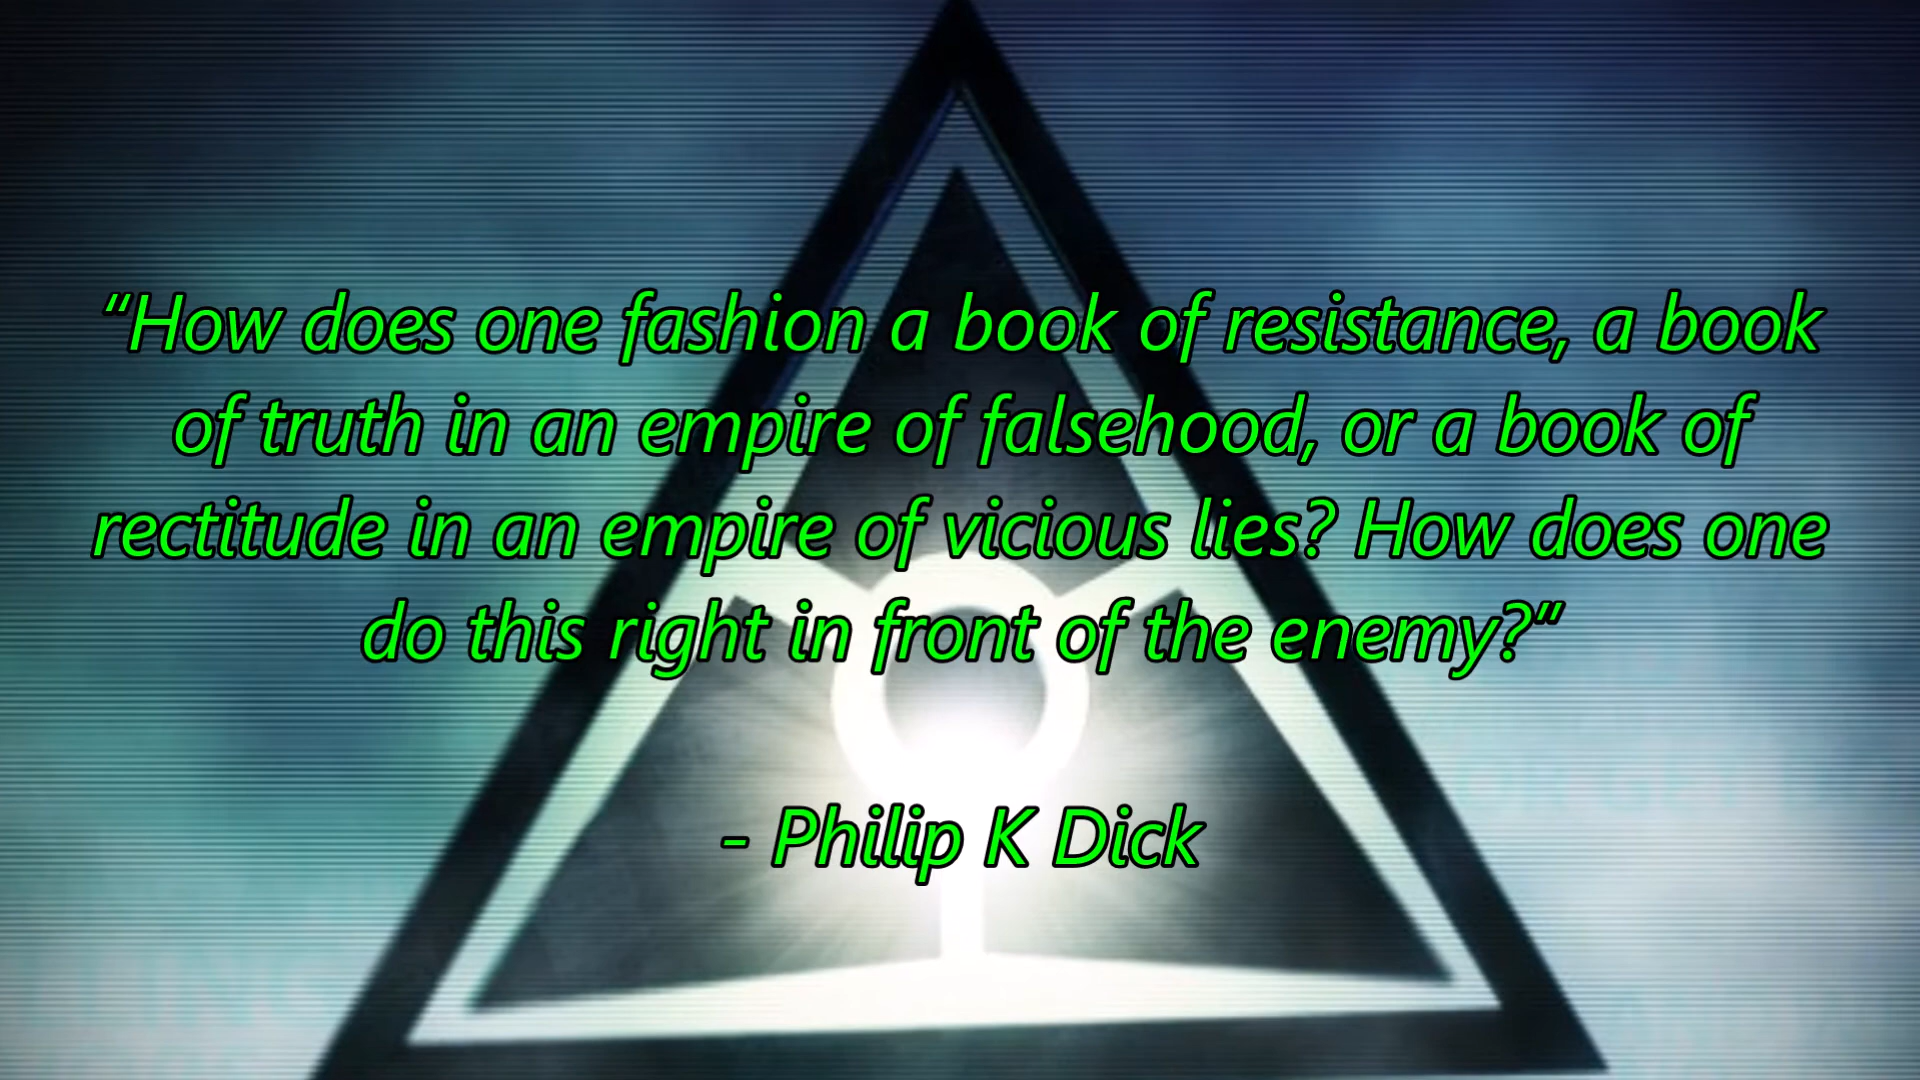 “How does one fashion a book of resistance, a book
of truth in an empire of falsehood, or a book of
rectitude in an empire of vicious lies? How does one
do this right in front of the enemy?”
- Philip K Dick